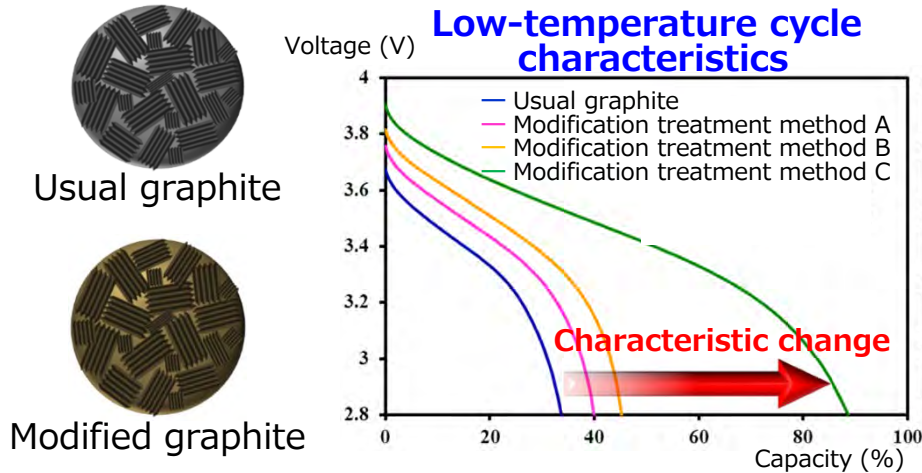 Low-temperature cycle
characteristics
Voltage (V)
4
3.8
3.6
3.4
3.2
3
2.8
Usual graphite
Modification treatment method A
Modification treatment method B
Modification treatment method C
Characteristic change
0
20
40
60
80
100
Capacity (%)
Usual graphite
Modified graphite